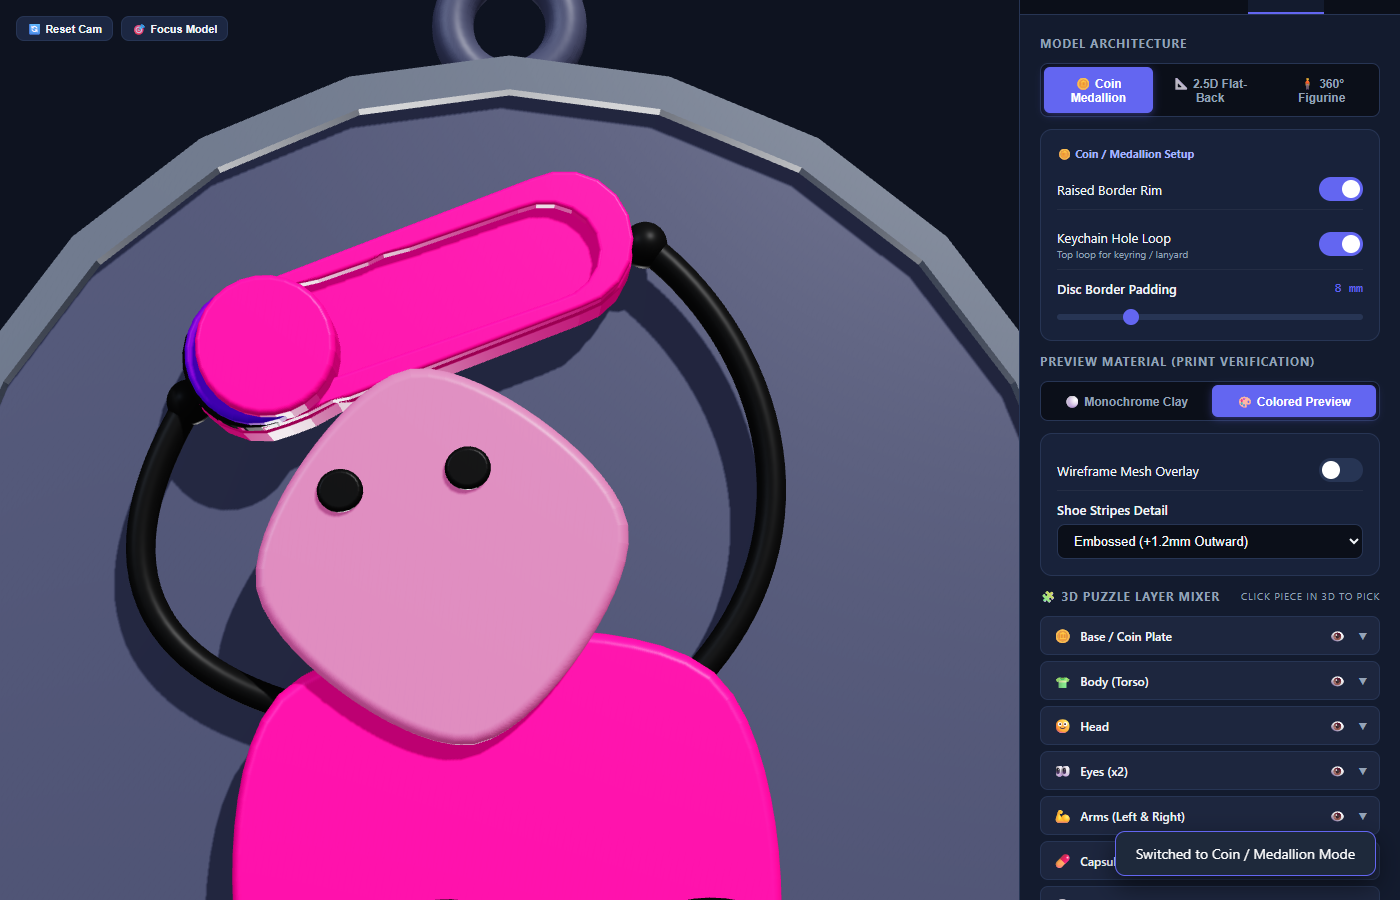 Reset Cam
Focus Model
MODEL ARCHITECTURE
Coin
Medallion
2.5D Flat-
Back
360°
Figurine
Coin / Medallion Setup
Raised Border Rim
Keychain Hole Loop
Top loop for keyring / lanyard
Disc Border Padding
8 mm
PREVIEW MATERIAL (PRINT VERIFICATION)
Monochrome Clay
Colored Preview
Wireframe Mesh Overlay
Shoe Stripes Detail
Embossed (+1.2mm Outward)
3D PUZZLE LAYER MIXER
CLICK PIECE IN 3D TO PICK
Base / Coin Plate
Body (Torso)
Head
Eyes (x2)
Arms (Left & Right)
Switched to Coin / Medallion Mode